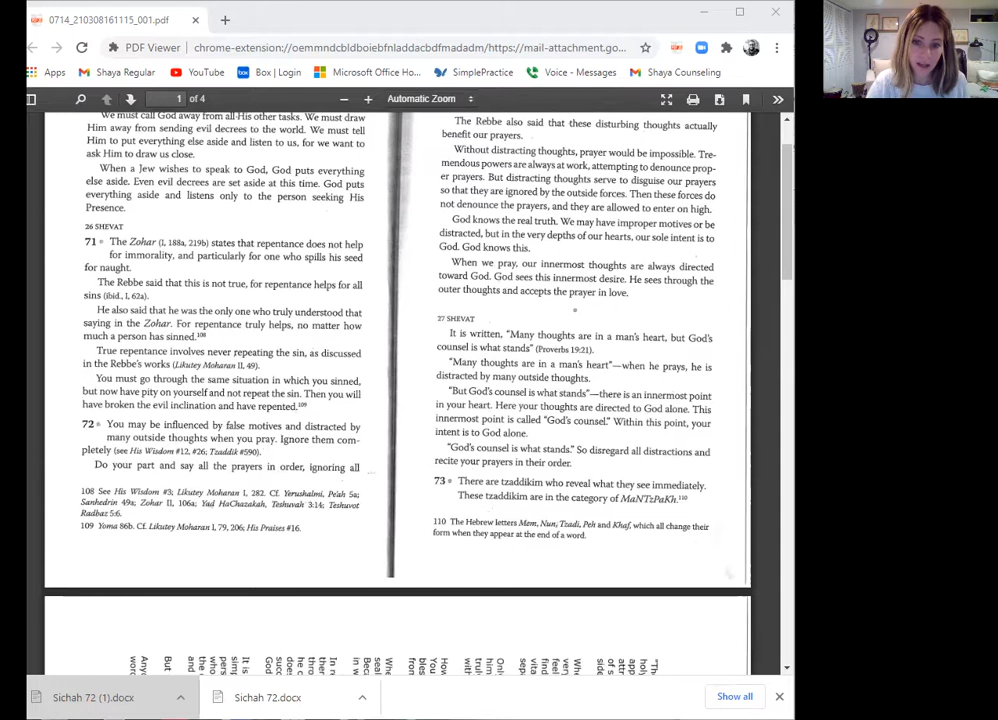 0714_210308161115_001.pdf
PDF Viewer | chrome-extension://oemmndcbldboiebfnladdacbdfmadadm/https://mail-attachment.go...
Apps Shaya Regular YouTube Box | Login Microsoft Office Ho... SimplePractice Voice - Messages Shaya Counseling
1 of 4 Automatic Zoom
We must call God away from all His other tasks. We must draw
Him away from sending evil decrees to the world. We must tell
Him to put everything else aside and listen to us, for we want to
ask Him to draw us close.
When a Jew wishes to speak to God, God puts everything
else aside. Even evil decrees are set aside at this time. God puts
everything aside and listens only to the person seeking His
Presence.
26 SHEVAT
71 The Zohar (I, 188a, 219b) states that repentance does not help
for immorality, and particularly for one who spills his seed
for naught.
The Rebbe said that this is not true, for repentance helps for all
sins (ibid., I, 62a).
He also said that he was the only one who truly understood that
saying in the Zohar. For repentance truly helps, no matter how
much a person has sinned.108
True repentance involves never repeating the sin, as discussed
in the Rebbe's works (Likutey Moharan II, 49).
You must go through the same situation in which you sinned,
but now have pity on yourself and not repeat the sin. Then you will
have broken the evil inclination and have repented.109
72 You may be influenced by false motives and distracted by
many outside thoughts when you pray. Ignore them com-
pletely (see His Wisdom #12, #26; Tzaddik #590).
Do your part and say all the prayers in order, ignoring all
108 See His Wisdom #3; Likutey Moharan I, 282. Cf. Yerushalmi, Pe'ah 5a;
Sanhedrin 49a; Zohar II, 106a; Yad HaChazakah, Teshuvah 3:14; Teshuvot
Radbaz 5:6.
109 Yoma 86b. Cf. Likutey Moharan I, 79, 206; His Praises #16.
The Rebbe also said that these disturbing thoughts actually
benefit our prayers.
Without distracting thoughts, prayer would be impossible. Tre-
mendous powers are always at work, attempting to denounce prop-
er prayers. But distracting thoughts serve to disguise our prayers
so that they are ignored by the outside forces. Then these forces do
not denounce the prayers, and they are allowed to enter on high.
God knows the real truth. We may have improper motives or be
distracted, but in the very depths of our hearts, our sole intent is to
God. God knows this.
When we pray, our innermost thoughts are always directed
toward God. God sees this innermost desire. He sees through the
outer thoughts and accepts the prayer in love.
27 SHEVAT
It is written, "Many thoughts are in a man's heart, but God's
counsel is what stands" (Proverbs 19:21).
"Many thoughts are in a man's heart"—when he prays, he is
distracted by many outside thoughts.
"But God's counsel is what stands"—there is an innermost point
in your heart. Here your thoughts are directed to God alone. This
innermost point is called "God's counsel." Within this point, your
intent is to God alone.
"God's counsel is what stands." So disregard all distractions and
recite your prayers in their order.
73 There are tzaddikim who reveal what they see immediately.
These tzaddikim are in the category of MaNTzPaKh.110
110 The Hebrew letters Mem, Nun, Tzadi, Peh and Khaf, which all change their
form when they appear at the end of a word.
Sichah 72 (1).docx
Sichah 72.docx
Show all